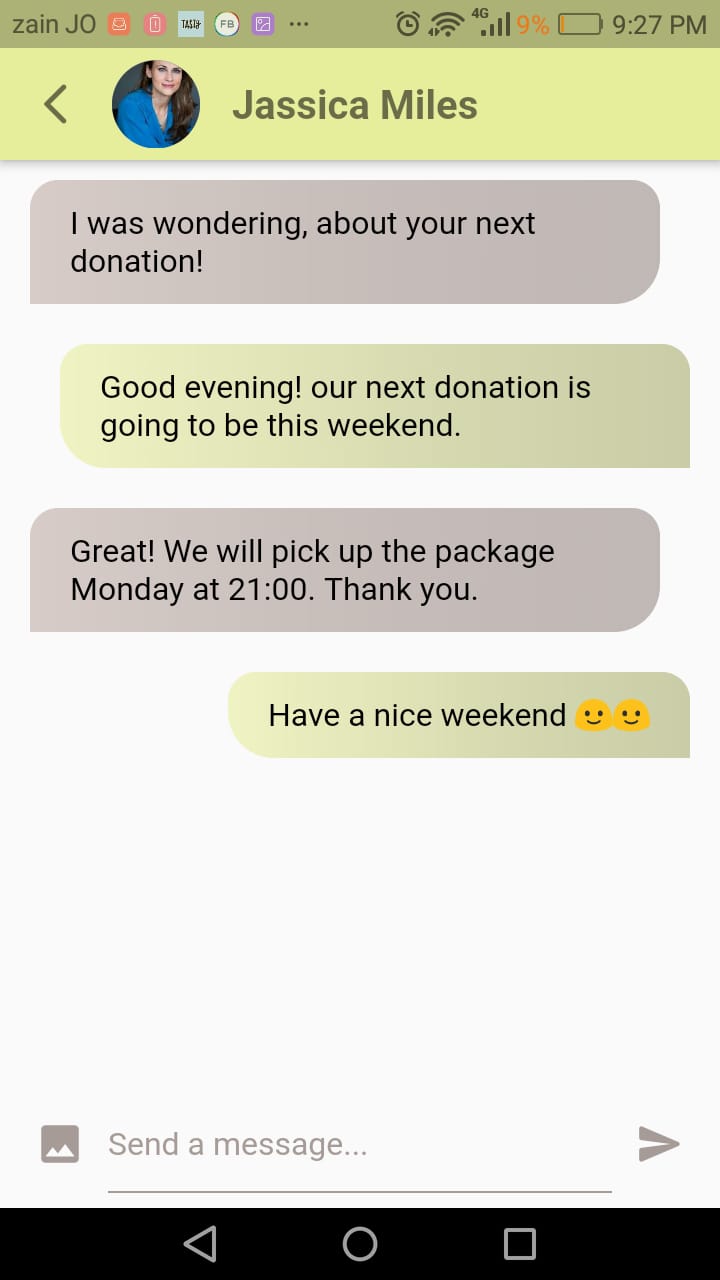 zain JO TASTY FB ... 4G 9% 9:27 PM
Jassica Miles
I was wondering, about your next
donation!
Good evening! our next donation is
going to be this weekend.
Great! We will pick up the package
Monday at 21:00. Thank you.
Have a nice weekend 🙂🙂
Send a message...